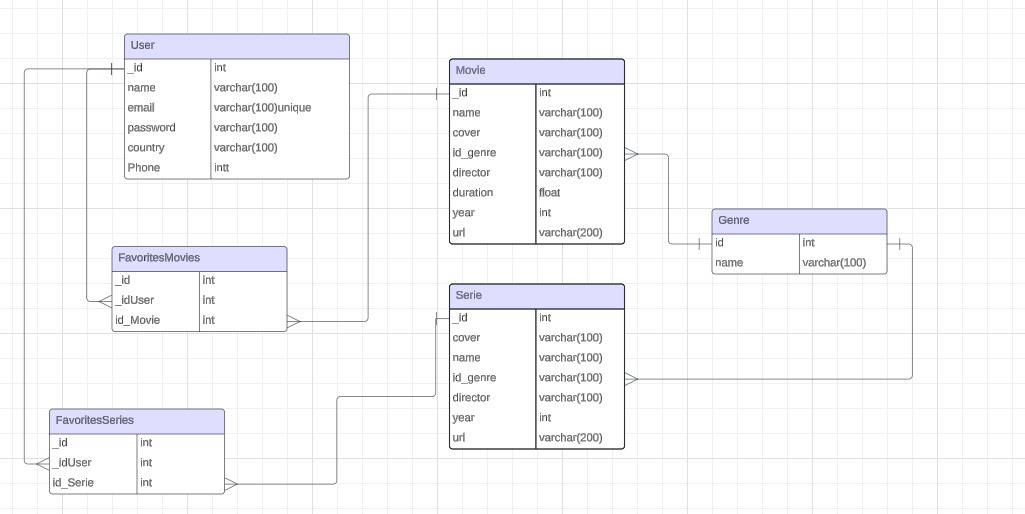 User
_id int
name varchar(100)
email varchar(100)unique
password varchar(100)
country varchar(100)
Phone intt
Movie
_id int
name varchar(100)
cover varchar(100)
id_genre varchar(100)
director varchar(100)
duration float
year int
url varchar(200)
Genre
id int
name varchar(100)
FavoritesMovies
_id int
_idUser int
id_Movie int
Serie
_id int
cover varchar(100)
name varchar(100)
id_genre varchar(100)
director varchar(100)
year int
url varchar(200)
FavoritesSeries
_id int
_idUser int
id_Serie int